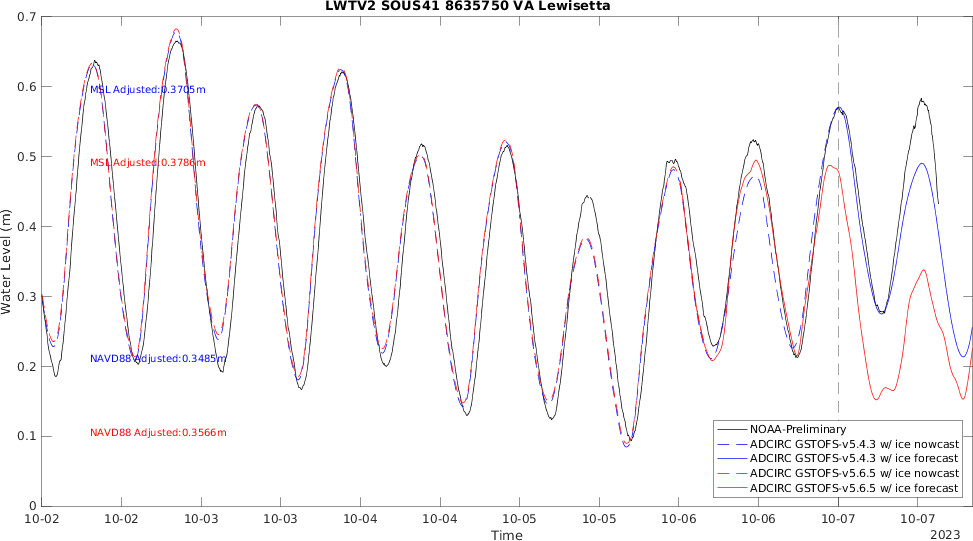 LWTV2 SOUS41 8635750 VA Lewisetta
0.7
0.6
0.5
0.4
0.3
0.2
0.1
0
Water Level (m)
MSL Adjusted:0.3705m
MSL Adjusted:0.3786m
NAVD88 Adjusted:0.3485m
NAVD88 Adjusted:0.3566m
NOAA-Preliminary
ADCIRC GSTOFS-v5.4.3 w/ ice nowcast
ADCIRC GSTOFS-v5.4.3 w/ ice forecast
ADCIRC GSTOFS-v5.6.5 w/ ice nowcast
ADCIRC GSTOFS-v5.6.5 w/ ice forecast
10-02 10-02 10-03 10-03 10-04 10-04 10-05 10-05 10-06 10-06 10-07 10-07
Time
2023